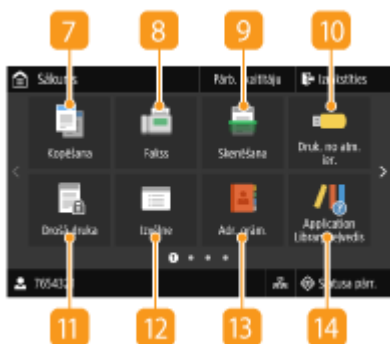 7
8
9
10
Sākums
Pārb. skaitītāju
Izrakstīties
Kopēšana
Fakss
Skenēšana
Druk. no atm.
ier.
Drošā druka
Izvēlne
Adr. grām.
Application
Library
1
7654321
Statusa pārr.
11
12
13
14